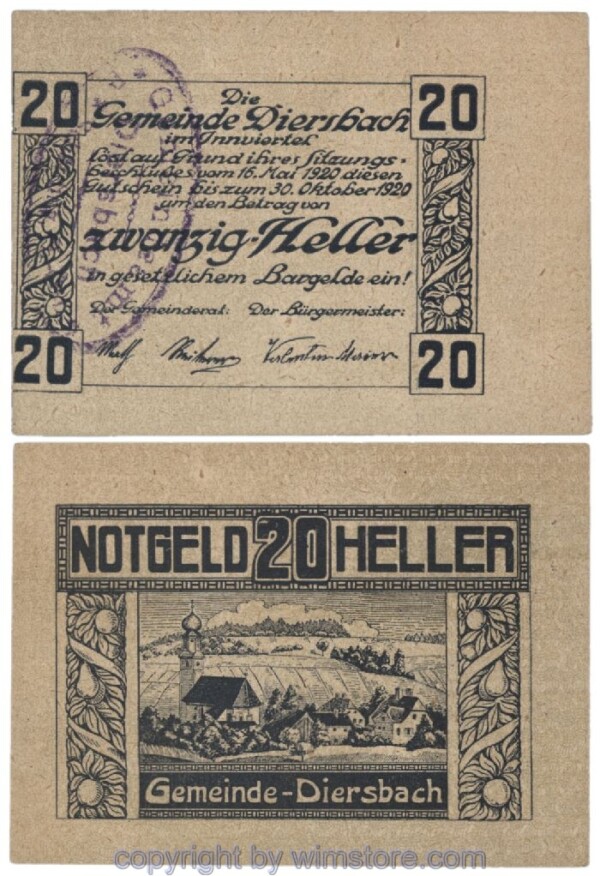 20
20
Die
Gemeinde Diersbach
im Innviertel
löst auf Grund ihres Sitzungs-
beschlußes vom 16. Mai 1920 diesen
Gutschein bis zum 30. Oktober 1920
um den Betrag von
zwanzig-Heller
in gesetzlichem Bargelde ein!
Der Gemeinderat: Der Bürgermeister:
20
20
Valentin
NOTGELD 20 HELLER
Gemeinde-Diersbach
copyright by wimstore.com